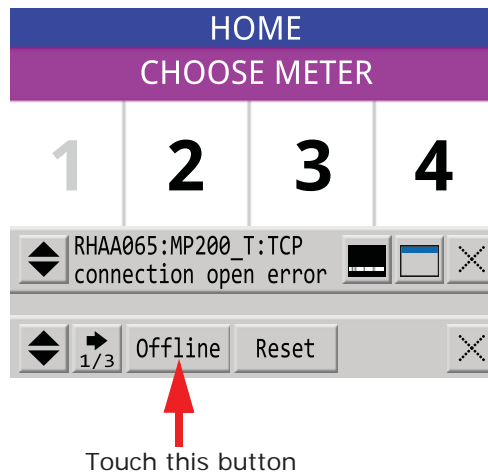 HOME
CHOOSE METER
1 2 3 4
RHAA065:MP200_T:TCP
connection open error
1/3 Offline Reset
Touch this button